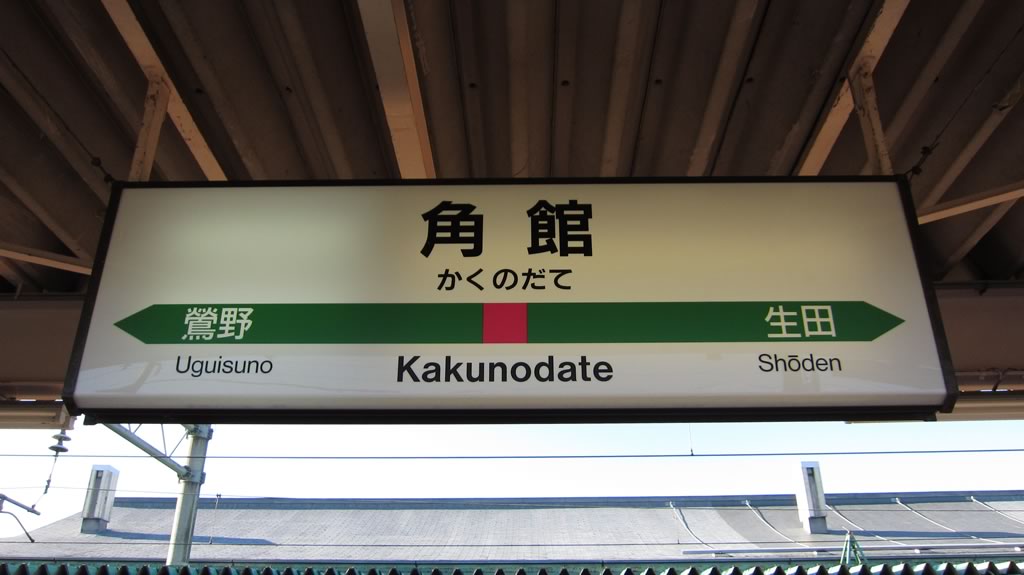 角館
かくのだて
鶯野 生田
Uguisuno Kakunodate Shōden